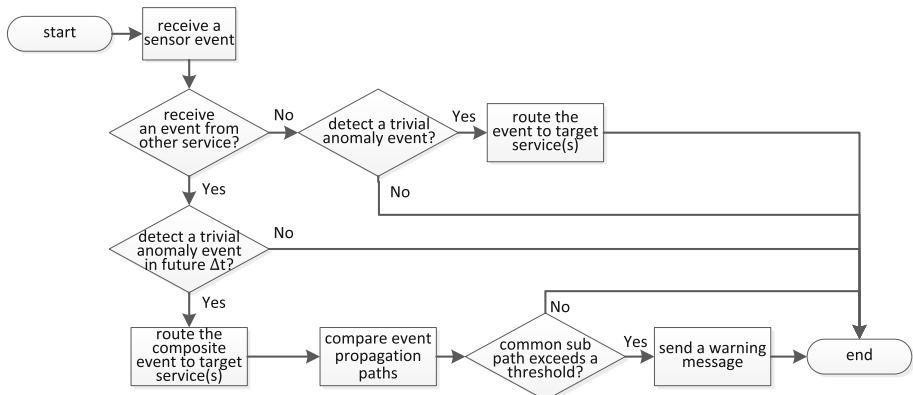 start
receive a
sensor event
receive
an event from
other service?
No
detect a trivial
anomaly event?
Yes
route the
event to target
service(s)
Yes
No
detect a trivial
anomaly event
in future Δt?
No
Yes
route the
composite
event to target
service(s)
compare event
propagation
paths
common sub
path exceeds a
threshold?
No
Yes
send a warning
message
end